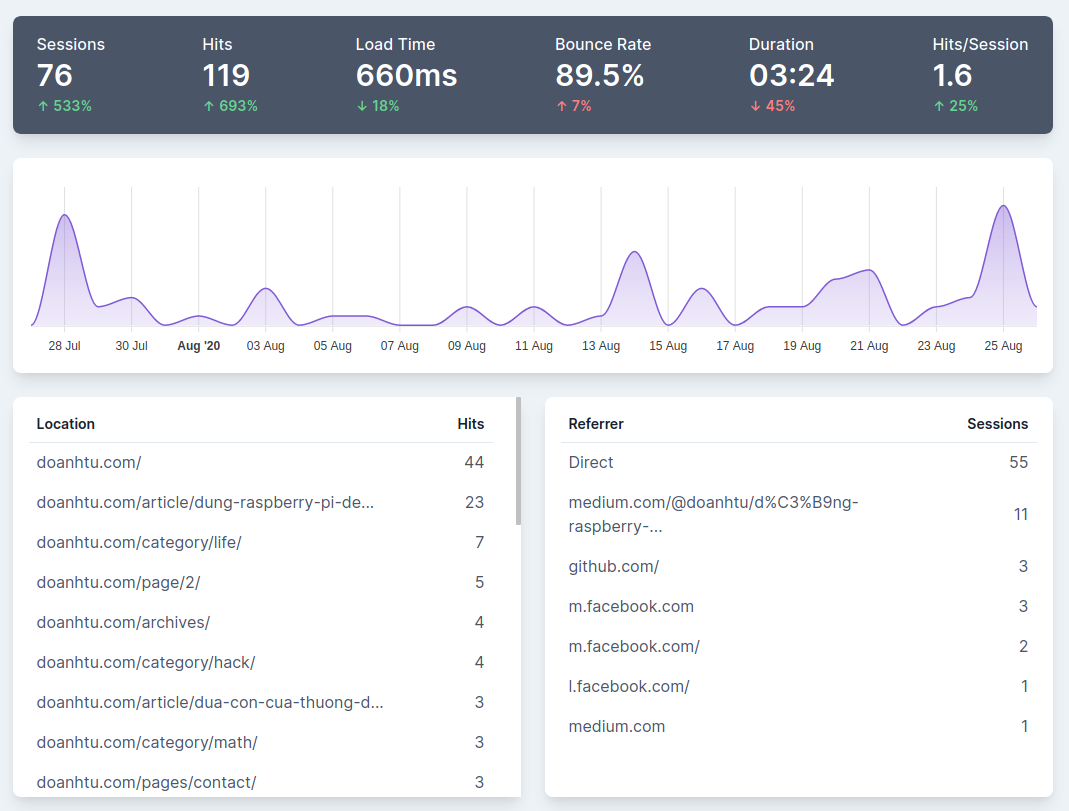 Sessions Hits Load Time Bounce Rate Duration Hits/Session
76 119 660ms 89.5% 03:24 1.6
↑ 533% ↑ 693% ↓ 18% ↑ 7% ↓ 45% ↑ 25%
28 Jul 30 Jul Aug '20 03 Aug 05 Aug 07 Aug 09 Aug 11 Aug 13 Aug 15 Aug 17 Aug 19 Aug 21 Aug 23 Aug 25 Aug
Location Hits
doanhtu.com/ 44
doanhtu.com/article/dung-raspberry-pi-de... 23
doanhtu.com/category/life/ 7
doanhtu.com/page/2/ 5
doanhtu.com/archives/ 4
doanhtu.com/category/hack/ 4
doanhtu.com/article/dua-con-cua-thuong-d... 3
doanhtu.com/category/math/ 3
doanhtu.com/pages/contact/ 3
Referrer Sessions
Direct 55
medium.com/@doanhtu/d%C3%B9ng-
raspberry-... 11
github.com/ 3
m.facebook.com 3
m.facebook.com/ 2
l.facebook.com/ 1
medium.com 1